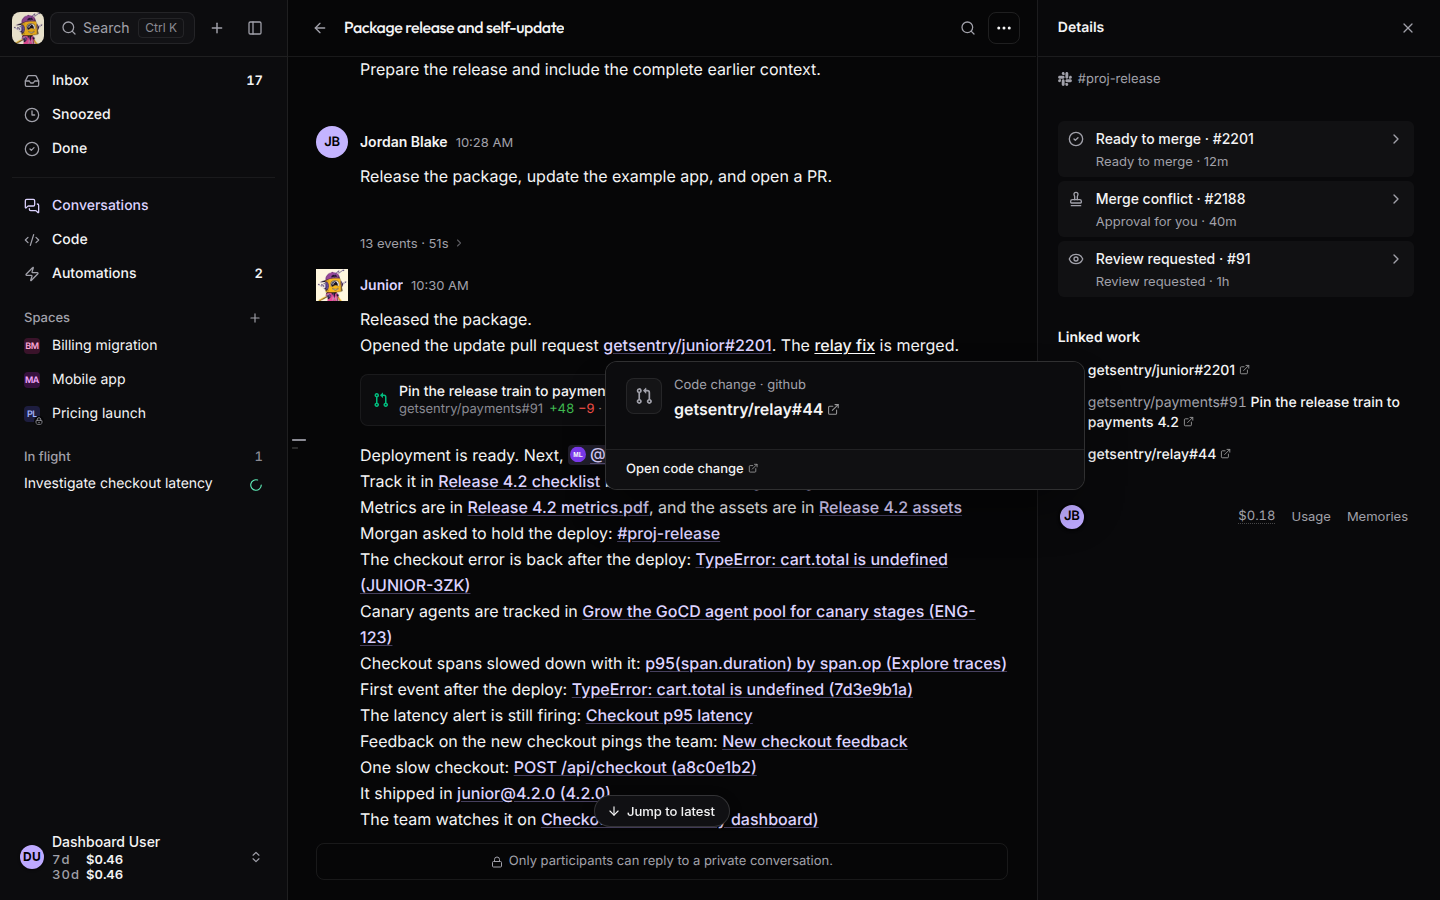 Search
Ctrl K
Inbox
17
Snoozed
Done
Conversations
Code
Automations
2
Spaces
BM
Billing migration
MA
Mobile app
PL
Pricing launch
In flight
1
Investigate checkout latency
DU
Dashboard User
7d $0.46
30d $0.46
Package release and self-update
Prepare the release and include the complete earlier context.
JB
Jordan Blake 10:28 AM
Release the package, update the example app, and open a PR.
13 events · 51s
Junior 10:30 AM
Released the package.
Opened the update pull request getsentry/junior#2201. The relay fix is merged.
Pin the release train to paymen
getsentry/payments#91 +48 −9 ·
Code change · github
getsentry/relay#44
Open code change
Deployment is ready. Next, ML @
Track it in Release 4.2 checklist
Metrics are in Release 4.2 metrics.pdf, and the assets are in Release 4.2 assets
Morgan asked to hold the deploy: #proj-release
The checkout error is back after the deploy: TypeError: cart.total is undefined
(JUNIOR-3ZK)
Canary agents are tracked in Grow the GoCD agent pool for canary stages (ENG-
123)
Checkout spans slowed down with it: p95(span.duration) by span.op (Explore traces)
First event after the deploy: TypeError: cart.total is undefined (7d3e9b1a)
The latency alert is still firing: Checkout p95 latency
Feedback on the new checkout pings the team: New checkout feedback
One slow checkout: POST /api/checkout (a8c0e1b2)
It shipped in junior@4.2.0 (4.2.0)
Jump to latest
The team watches it on Checko y dashboard)
Only participants can reply to a private conversation.
Details
#proj-release
Ready to merge · #2201
Ready to merge · 12m
Merge conflict · #2188
Approval for you · 40m
Review requested · #91
Review requested · 1h
Linked work
getsentry/junior#2201
getsentry/payments#91 Pin the release train to
payments 4.2
getsentry/relay#44
JB
$0.18
Usage
Memories